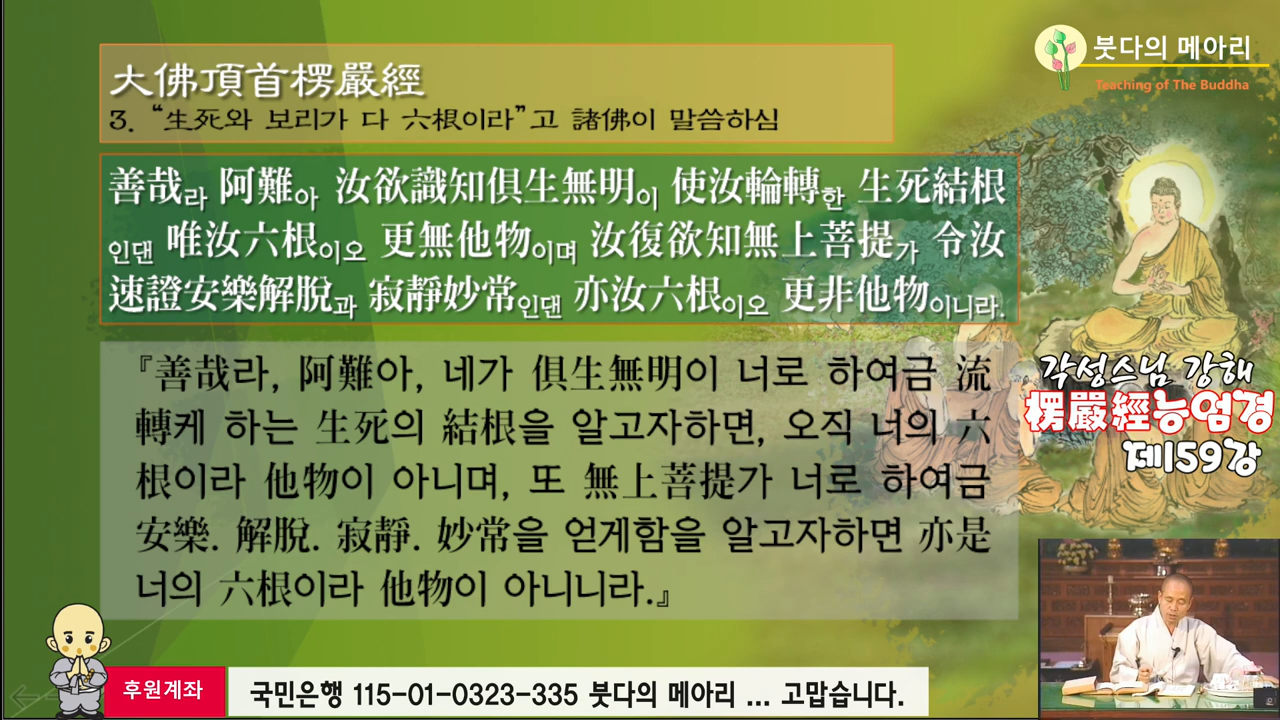 붓다의 메아리
Teaching of The Buddha
大佛頂首楞嚴經
3. “生死와 보리가 다 六根이라”고 諸佛이 말씀하심
善哉라 阿難아 汝欲識知俱生無明이 使汝輪轉한 生死結根
인댄 唯汝六根이오 更無他物이며 汝復欲知無上菩提가 令汝
速證安樂解脫과 寂靜妙常인댄 亦汝六根이오 更非他物이니라.
『善哉라, 阿難아, 네가 俱生無明이 너로 하여금 流
轉케 하는 生死의 結根을 알고자하면, 오직 너의 六
根이라 他物이 아니며, 또 無上菩提가 너로 하여금
安樂. 解脫. 寂靜. 妙常을 얻게함을 알고자하면 亦是
너의 六根이라 他物이 아니니라.』
각성스님 강해
楞嚴經능엄경
제159강
후원계좌
국민은행 115-01-0323-335 붓다의 메아리 ... 고맙습니다.